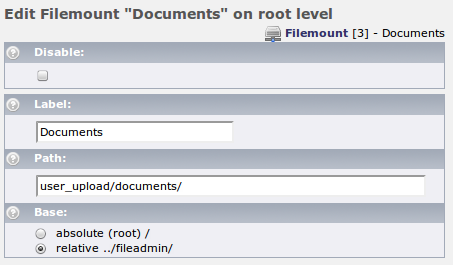 Edit Filemount "Documents" on root level
Filemount [3] - Documents
Disable:
Label:
Documents
Path:
user_upload/documents/
Base:
absolute (root) /
relative ../fileadmin/